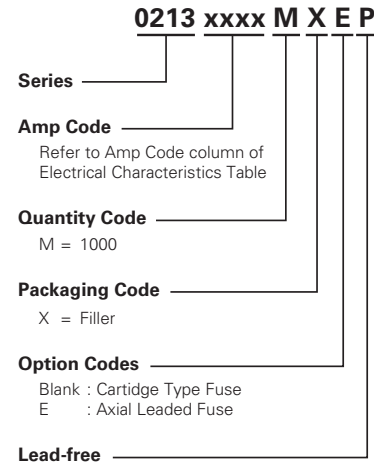 0213 xxxx M X E P
Series
Amp Code
Refer to Amp Code column of
Electrical Characteristics Table
Quantity Code
M = 1000
Packaging Code
X = Filler
Option Codes
Blank : Cartidge Type Fuse
E : Axial Leaded Fuse
Lead-free